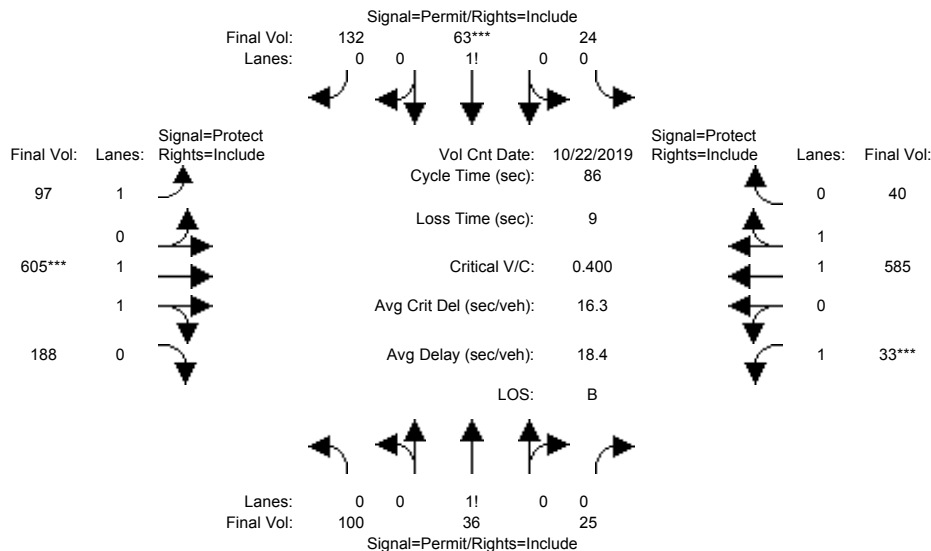 Signal=Permit/Rights=Include
Final Vol: 132 63*** 24
Lanes: 0 0 1! 0 0
Signal=Protect Signal=Protect
Final Vol: Lanes: Rights=Include Vol Cnt Date: 10/22/2019 Rights=Include Lanes: Final Vol:
Cycle Time (sec): 86
97 1 0 40
Loss Time (sec): 9
0 1
605*** 1 Critical V/C: 0.400 1 585
1 Avg Crit Del (sec/veh): 16.3 0
188 0 Avg Delay (sec/veh): 18.4 1 33***
LOS: B
Lanes: 0 0 1! 0 0
Final Vol: 100 36 25
Signal=Permit/Rights=Include